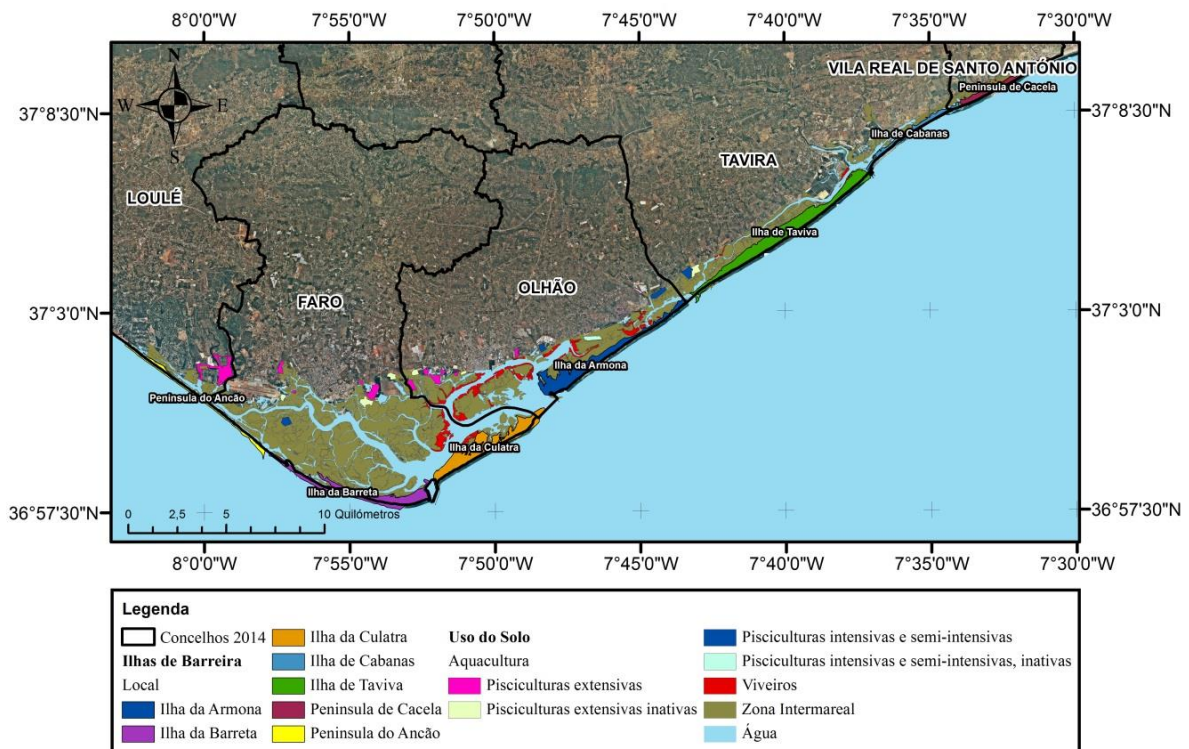 8°0'0"W 7°55'0"W 7°50'0"W 7°45'0"W 7°40'0"W 7°35'0"W 7°30'0"W
N
W E
S
VILA REAL DE SANTO ANTÓNIO
Peninsula de Cacela
37°8'30"N 37°8'30"N
Ilha de Cabanas
TAVIRA
LOULÉ
Ilha de Taviva
OLHÃO
FARO
37°3'0"N 37°3'0"N
Ilha da Armona
Peninsula do Ancão
Ilha da Culatra
Ilha da Barreta
36°57'30"N 36°57'30"N
0 2,5 5 10 Quilómetros
8°0'0"W 7°55'0"W 7°50'0"W 7°45'0"W 7°40'0"W 7°35'0"W 7°30'0"W
Legenda
Concelhos 2014
Ilhas de Barreira
Local
Ilha da Armona
Ilha da Barreta
Ilha da Culatra
Ilha de Cabanas
Ilha de Taviva
Peninsula de Cacela
Peninsula do Ancão
Uso do Solo
Aquacultura
Pisciculturas extensivas
Pisciculturas extensivas inativas
Pisciculturas intensivas e semi-intensivas
Pisciculturas intensivas e semi-intensivas, inativas
Viveiros
Zona Intermareal
Água